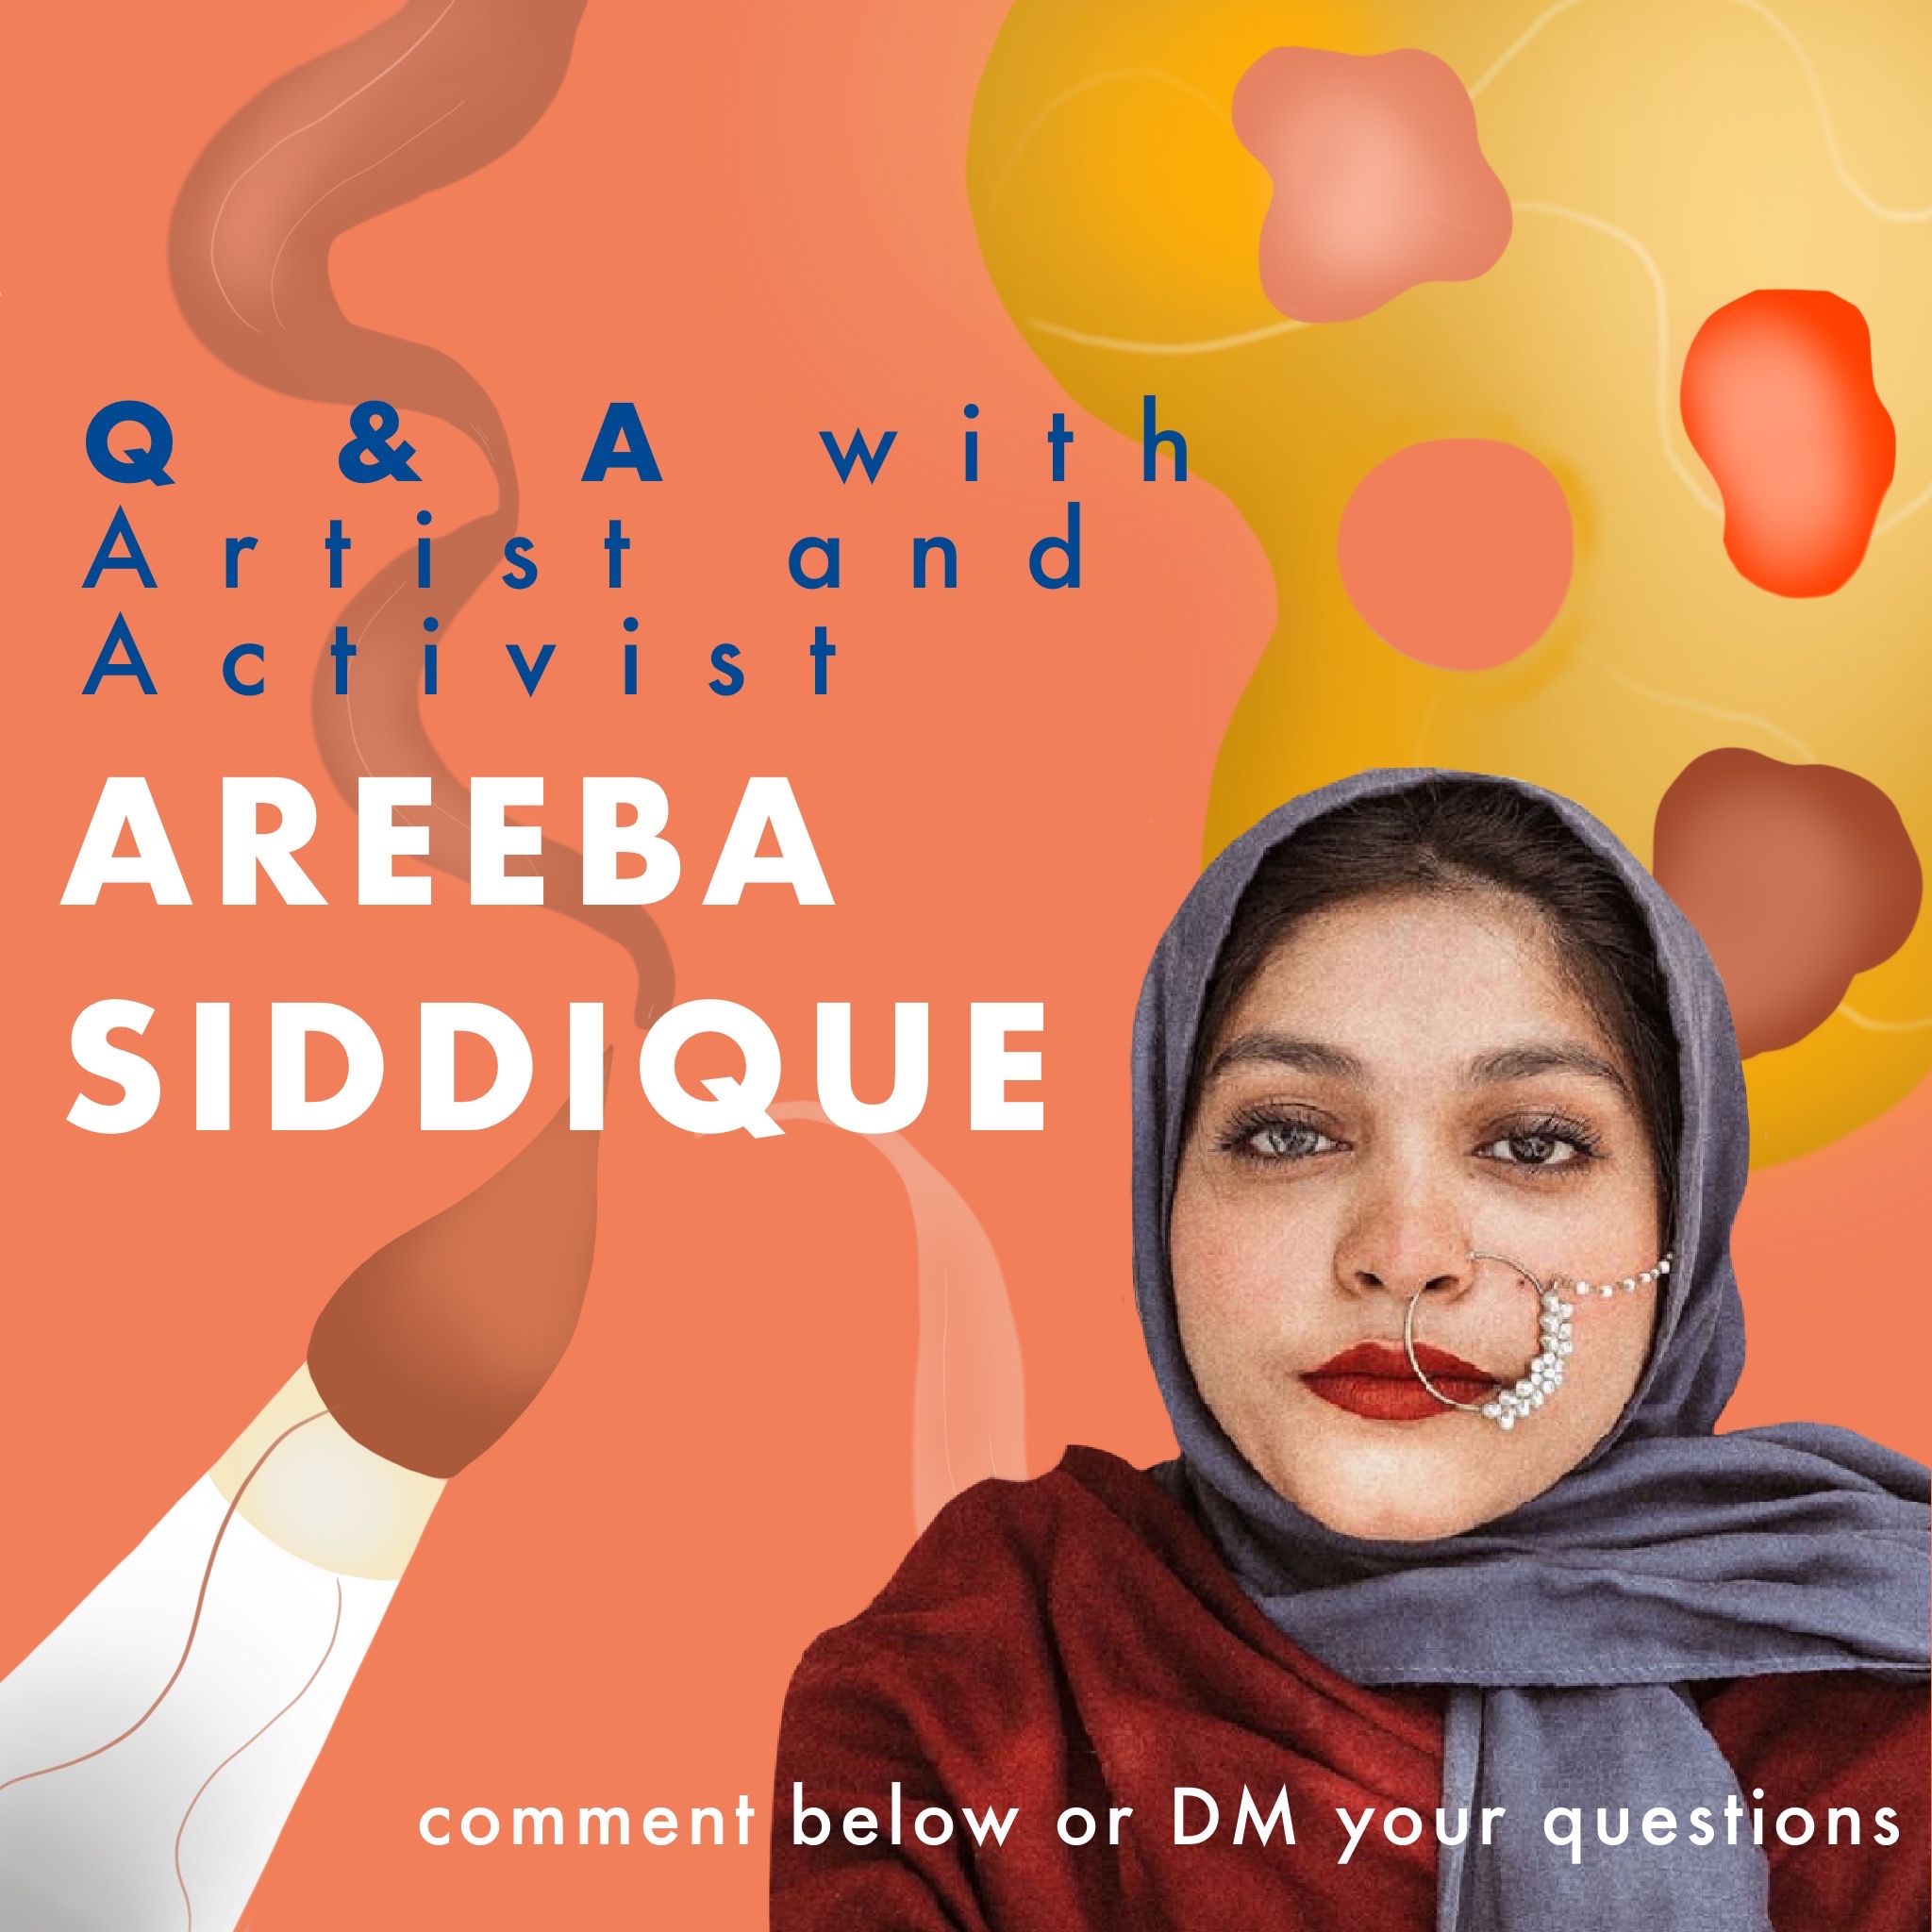 Q & A with
Artist and
Activist
AREEBA
SIDDIQUE
comment below or DM your questions